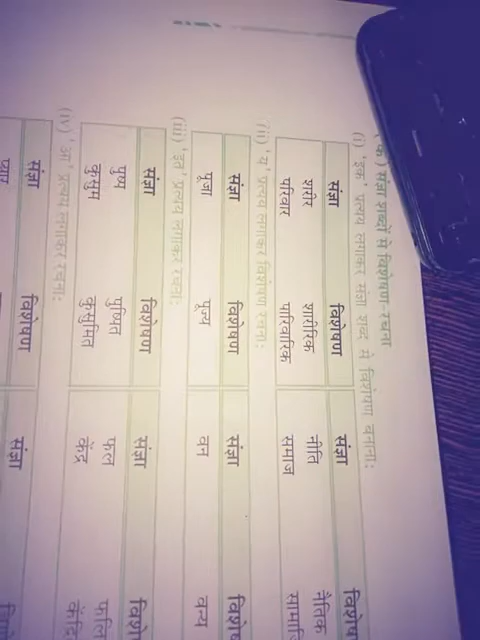 (क) संज्ञा शब्दों से विशेषण-रचना
(i) 'इक' प्रत्यय लगाकर संज्ञा शब्द से विशेषण बनाना:
संज्ञा विशेषण संज्ञा विशेष
शरीर शारीरिक नीति नैतिक
परिवार परिवारिक समाज सामाजि
(ii) 'य' प्रत्यय लगाकर विशेषण रचना:
संज्ञा विशेषण संज्ञा विशेष
पूजा पूज्य वन वन्य
(iii) 'इत' प्रत्यय लगाकर रचना:
संज्ञा विशेषण संज्ञा विशे
पुष्प पुष्पित फल फलि
कुसुम कुसुमित केंद्र केंद्रि
(iv) 'आ' प्रत्यय लगाकर रचना:
संज्ञा विशेषण संज्ञा
प्यार